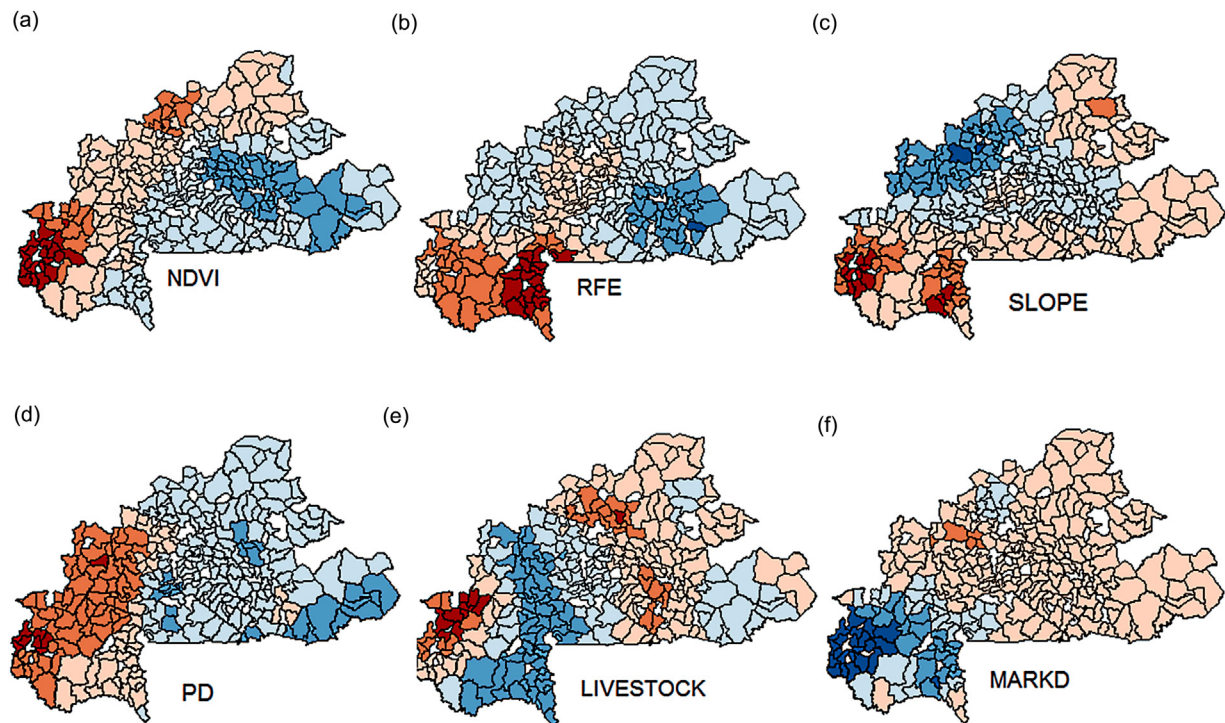 (a)
(b)
(c)
NDVI
RFE
SLOPE
(d)
(e)
(f)
PD
LIVESTOCK
MARKD